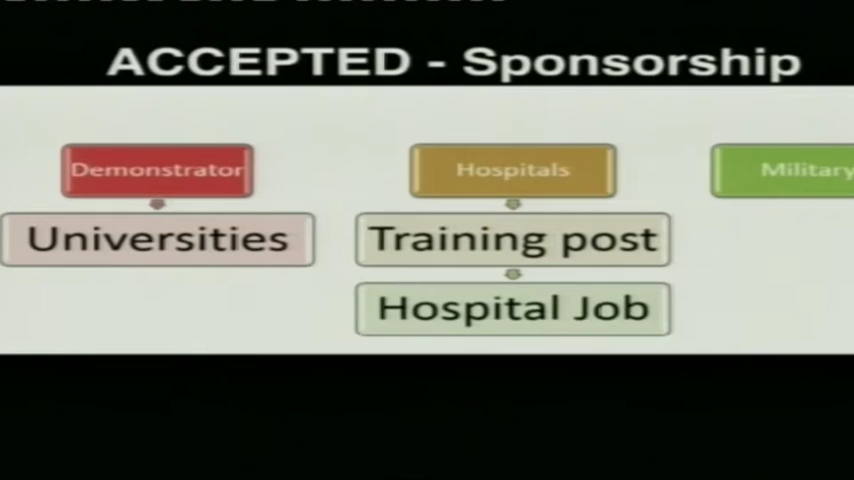 ACCEPTED - Sponsorship
Demonstrator
Hospitals
Military
Universities
Training post
Hospital Job